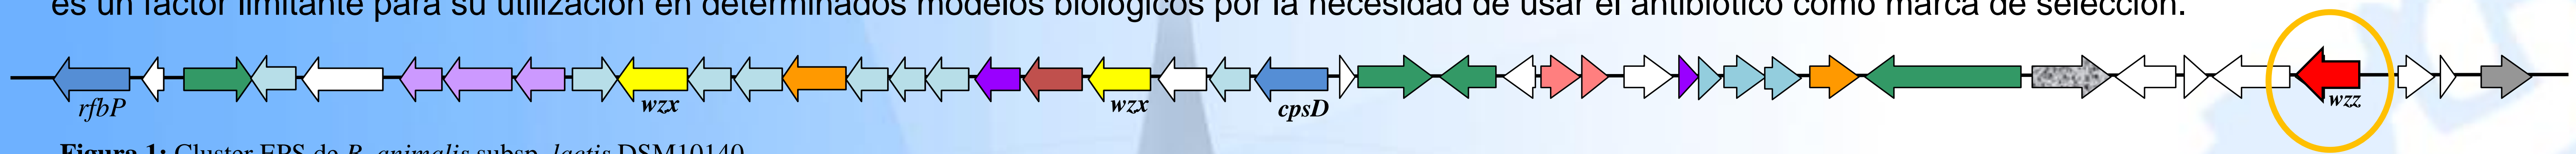 es un factor limitante para su utilización en determinados modelos biológicos por la necesidad de usar el antibiótico como marca de selección.
rfbP wzx wzx cpsD wzz
Figura 1: Cluster EPS de B. animalis subsp. lactis DSM10140